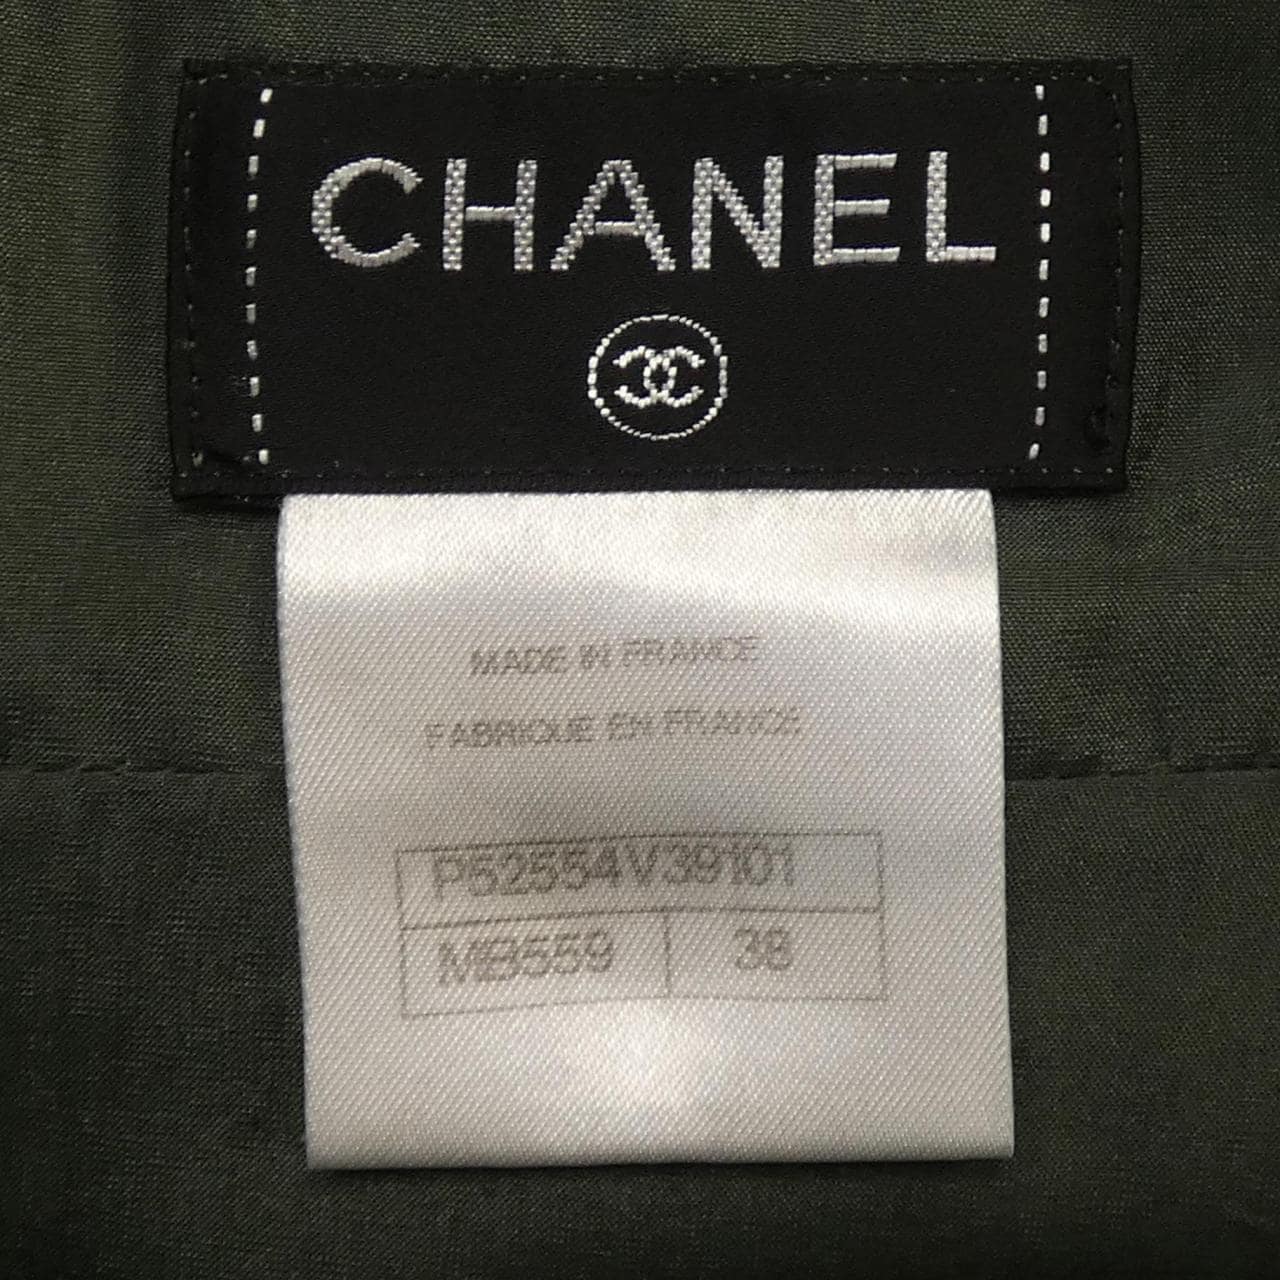 CHANEL
MADE IN FRANCE
FABRIQUE EN FRANCE
P52554V39101
MB559 38